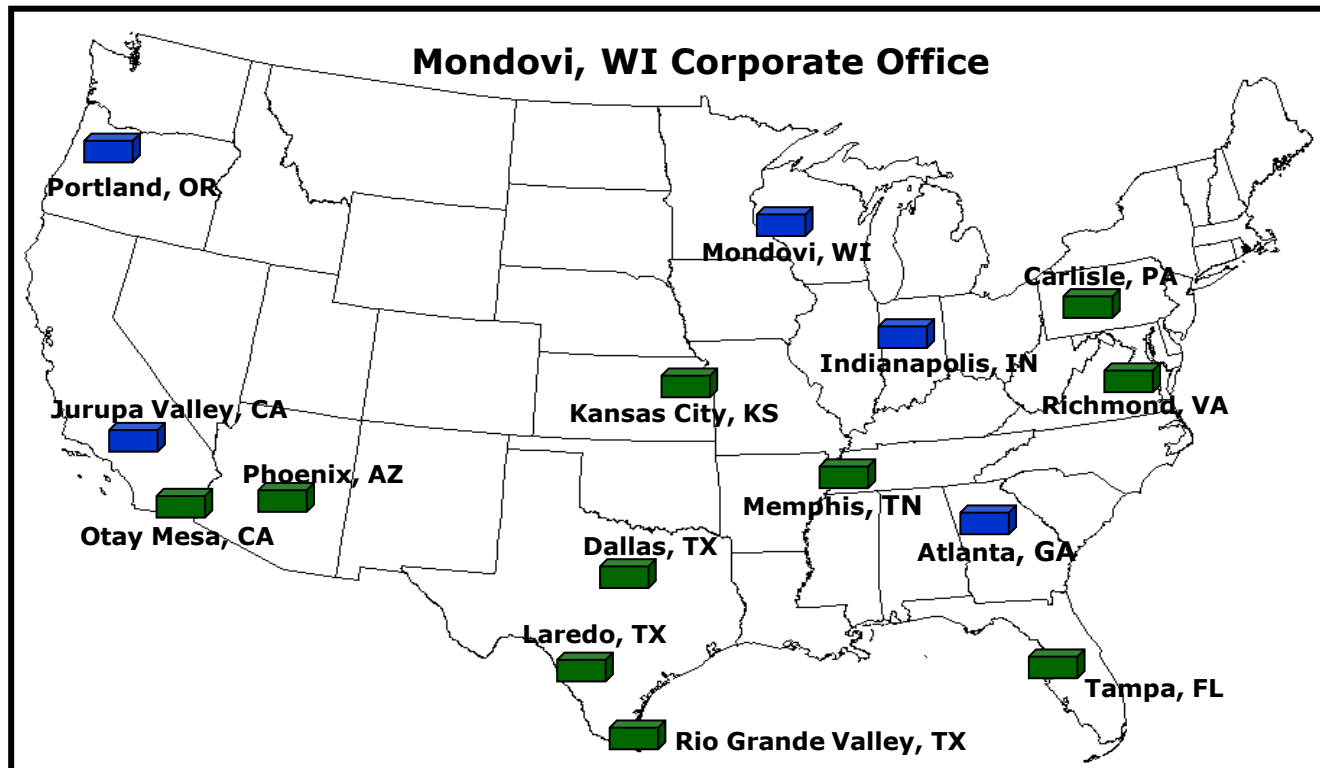 Mondovi, WI Corporate Office
Portland, OR
Mondovi, WI
Carlisle, PA
Indianapolis, IN
Kansas City, KS
Richmond, VA
Jurupa Valley, CA
Phoenix, AZ
Memphis, TN
Otay Mesa, CA
Dallas, TX
Atlanta, GA
Laredo, TX
Tampa, FL
Rio Grande Valley, TX